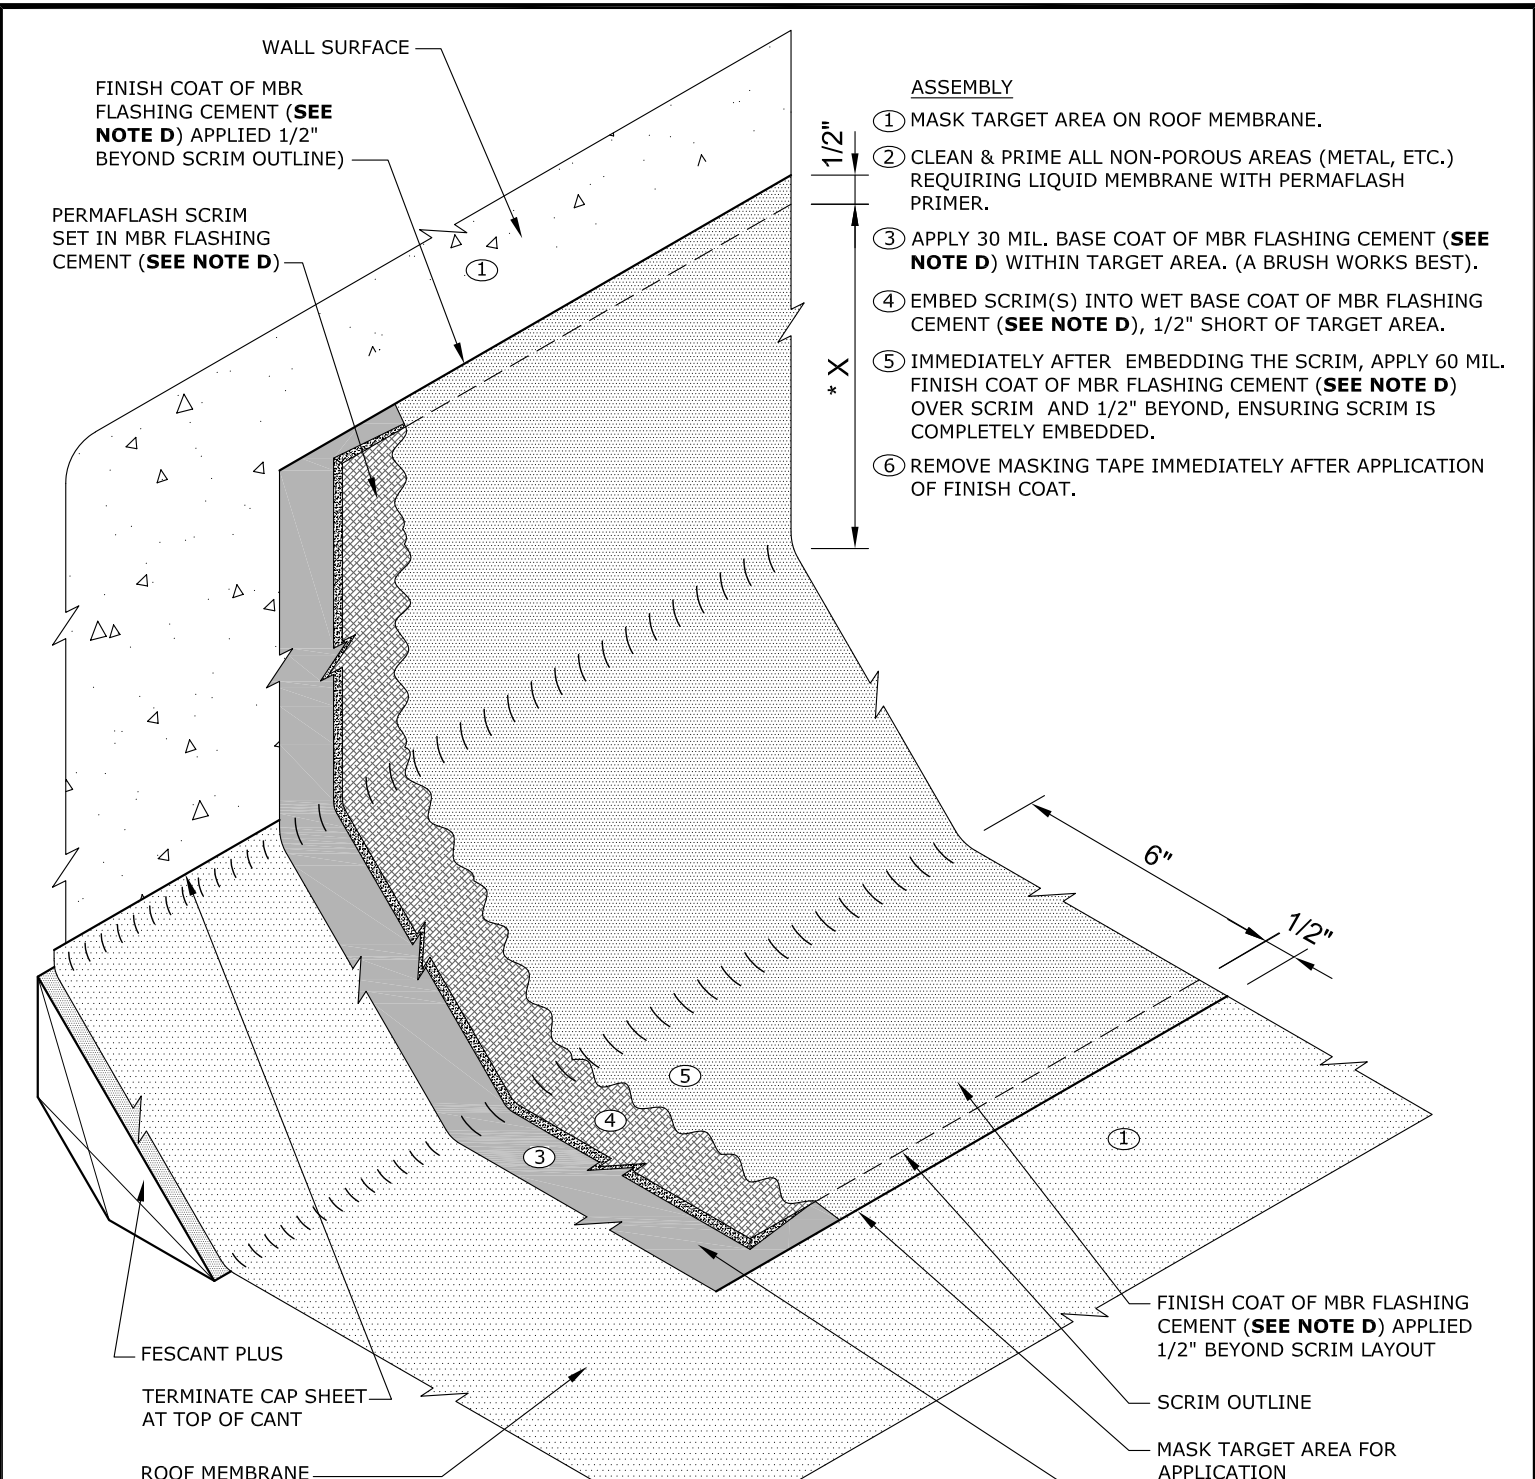 WALL SURFACE
FINISH COAT OF MBR
FLASHING CEMENT (SEE
NOTE D) APPLIED 1/2"
BEYOND SCRIM OUTLINE)
PERMAFLASH SCRIM
SET IN MBR FLASHING
CEMENT (SEE NOTE D)
1
ASSEMBLY
1 MASK TARGET AREA ON ROOF MEMBRANE.
2 CLEAN & PRIME ALL NON-POROUS AREAS (METAL, ETC.)
REQUIRING LIQUID MEMBRANE WITH PERMAFLASH
PRIMER.
3 APPLY 30 MIL. BASE COAT OF MBR FLASHING CEMENT (SEE
NOTE D) WITHIN TARGET AREA. (A BRUSH WORKS BEST).
4 EMBED SCRIM(S) INTO WET BASE COAT OF MBR FLASHING
CEMENT (SEE NOTE D), 1/2" SHORT OF TARGET AREA.
5 IMMEDIATELY AFTER EMBEDDING THE SCRIM, APPLY 60 MIL.
FINISH COAT OF MBR FLASHING CEMENT (SEE NOTE D)
OVER SCRIM AND 1/2" BEYOND, ENSURING SCRIM IS
COMPLETELY EMBEDDED.
6 REMOVE MASKING TAPE IMMEDIATELY AFTER APPLICATION
OF FINISH COAT.
1/2"
* X
6"
1/2"
5
4
3
1
FESCANT PLUS
TERMINATE CAP SHEET
AT TOP OF CANT
ROOF MEMBRANE
FINISH COAT OF MBR FLASHING
CEMENT (SEE NOTE D) APPLIED
1/2" BEYOND SCRIM LAYOUT
SCRIM OUTLINE
MASK TARGET AREA FOR
APPLICATION